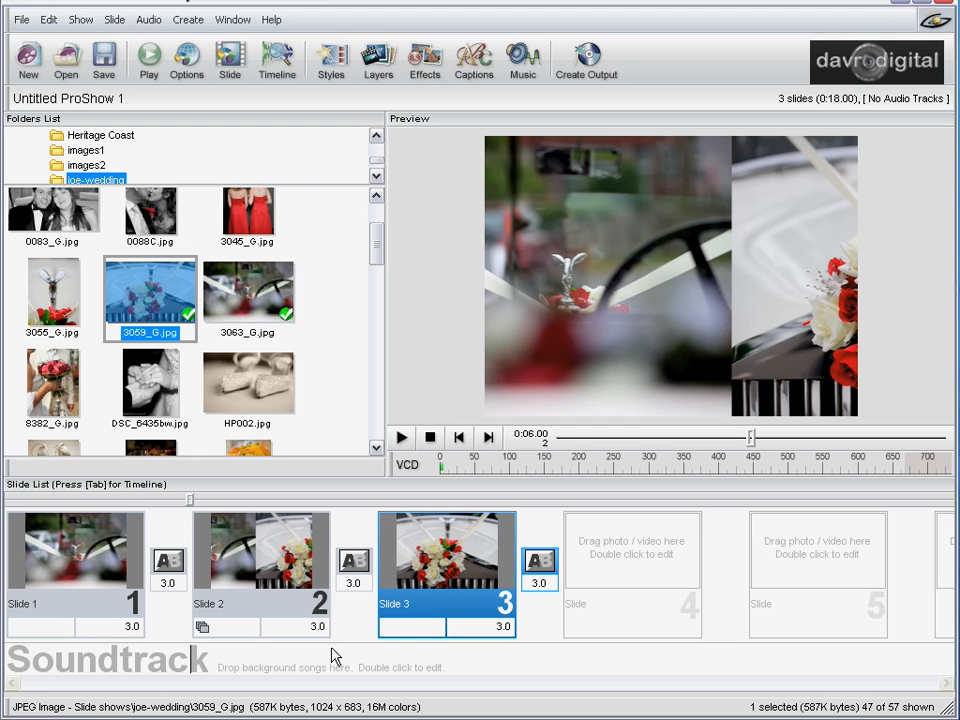 File Edit Show Slide Audio Create Window Help
New Open Save Play Options Slide Timeline Styles Layers Effects Captions Music Create Output
davrodigital
Untitled ProShow 1
3 slides (0:18.00), [ No Audio Tracks ]
Folders List
Preview
Heritage Coast
images1
images2
joe-wedding
0083_G.jpg 0088C.jpg 3045_G.jpg
3055_G.jpg 3059_G.jpg 3063_G.jpg
8382_G.jpg DSC_6435bw.jpg HP002.jpg
0:06.00
2
VCD 0 50 100 150 200 250 300 350 400 450 500 550 600 650 700
Slide List (Press [Tab] for Timeline)
AB AB AB
Drag photo / video here
Double click to edit
Drag photo / video here
Double click to edit
3.0 3.0 3.0
Slide 1 1 Slide 2 2 Slide 3 3 Slide 4 Slide 5
3.0 3.0 3.0
Soundtrack Drop background songs here. Double click to edit.
JPEG Image - Slide shows\joe-wedding\3059_G.jpg (587K bytes, 1024 x 683, 16M colors)
1 selected (587K bytes) 47 of 57 shown